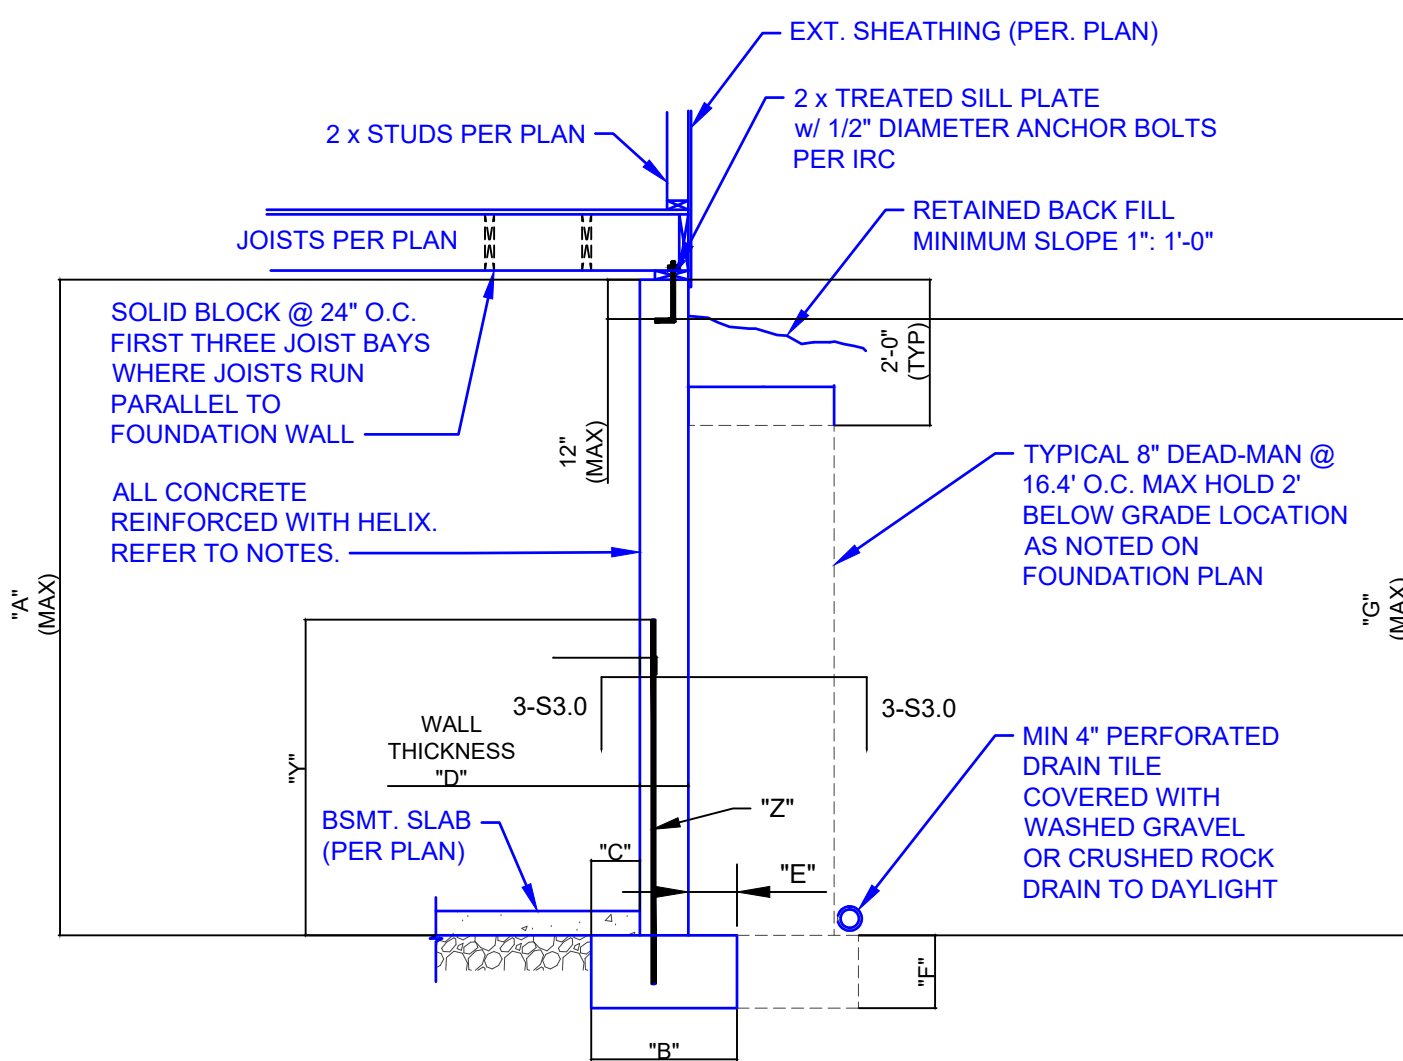 EXT. SHEATHING (PER. PLAN)
2 x TREATED SILL PLATE
w/ 1/2" DIAMETER ANCHOR BOLTS
PER IRC
2 x STUDS PER PLAN
RETAINED BACK FILL
MINIMUM SLOPE 1": 1'-0"
JOISTS PER PLAN
SOLID BLOCK @ 24" O.C.
FIRST THREE JOIST BAYS
WHERE JOISTS RUN
PARALLEL TO
FOUNDATION WALL
2'-0"
(TYP)
12"
(MAX)
ALL CONCRETE
REINFORCED WITH HELIX.
REFER TO NOTES.
TYPICAL 8" DEAD-MAN @
16.4' O.C. MAX HOLD 2'
BELOW GRADE LOCATION
AS NOTED ON
FOUNDATION PLAN
"A"
(MAX)
"G"
(MAX)
3-S3.0
3-S3.0
WALL
THICKNESS
"D"
"Y"
"Z"
MIN 4" PERFORATED
DRAIN TILE
COVERED WITH
WASHED GRAVEL
OR CRUSHED ROCK
DRAIN TO DAYLIGHT
BSMT. SLAB
(PER PLAN)
"C"
"E"
"F"
"B"